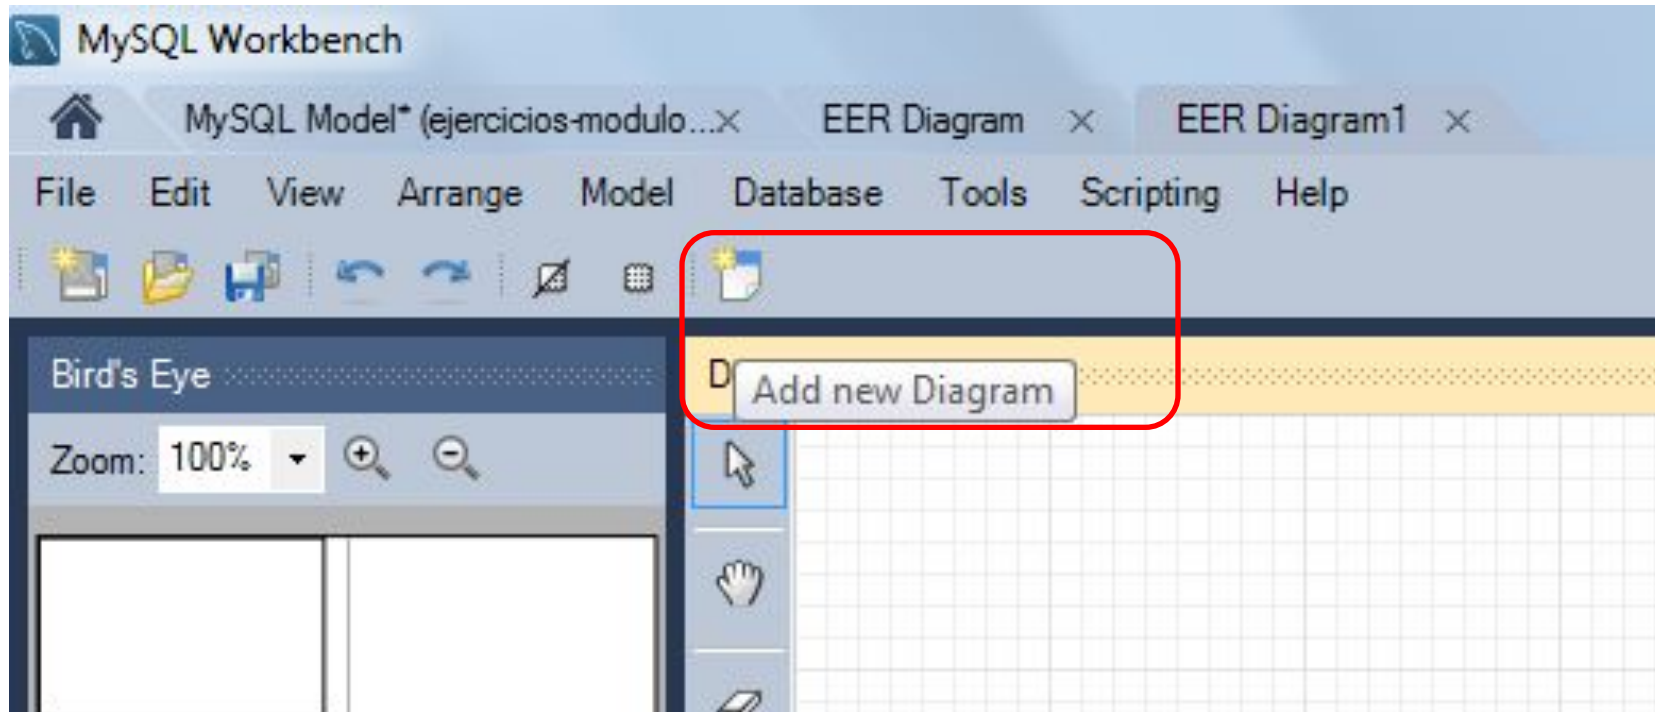 MySQL Workbench
MySQL Model* (ejercicios-modulo...× EER Diagram × EER Diagram1 ×
File Edit View Arrange Model Database Tools Scripting Help
Bird's Eye
D
Add new Diagram
Zoom: 100%